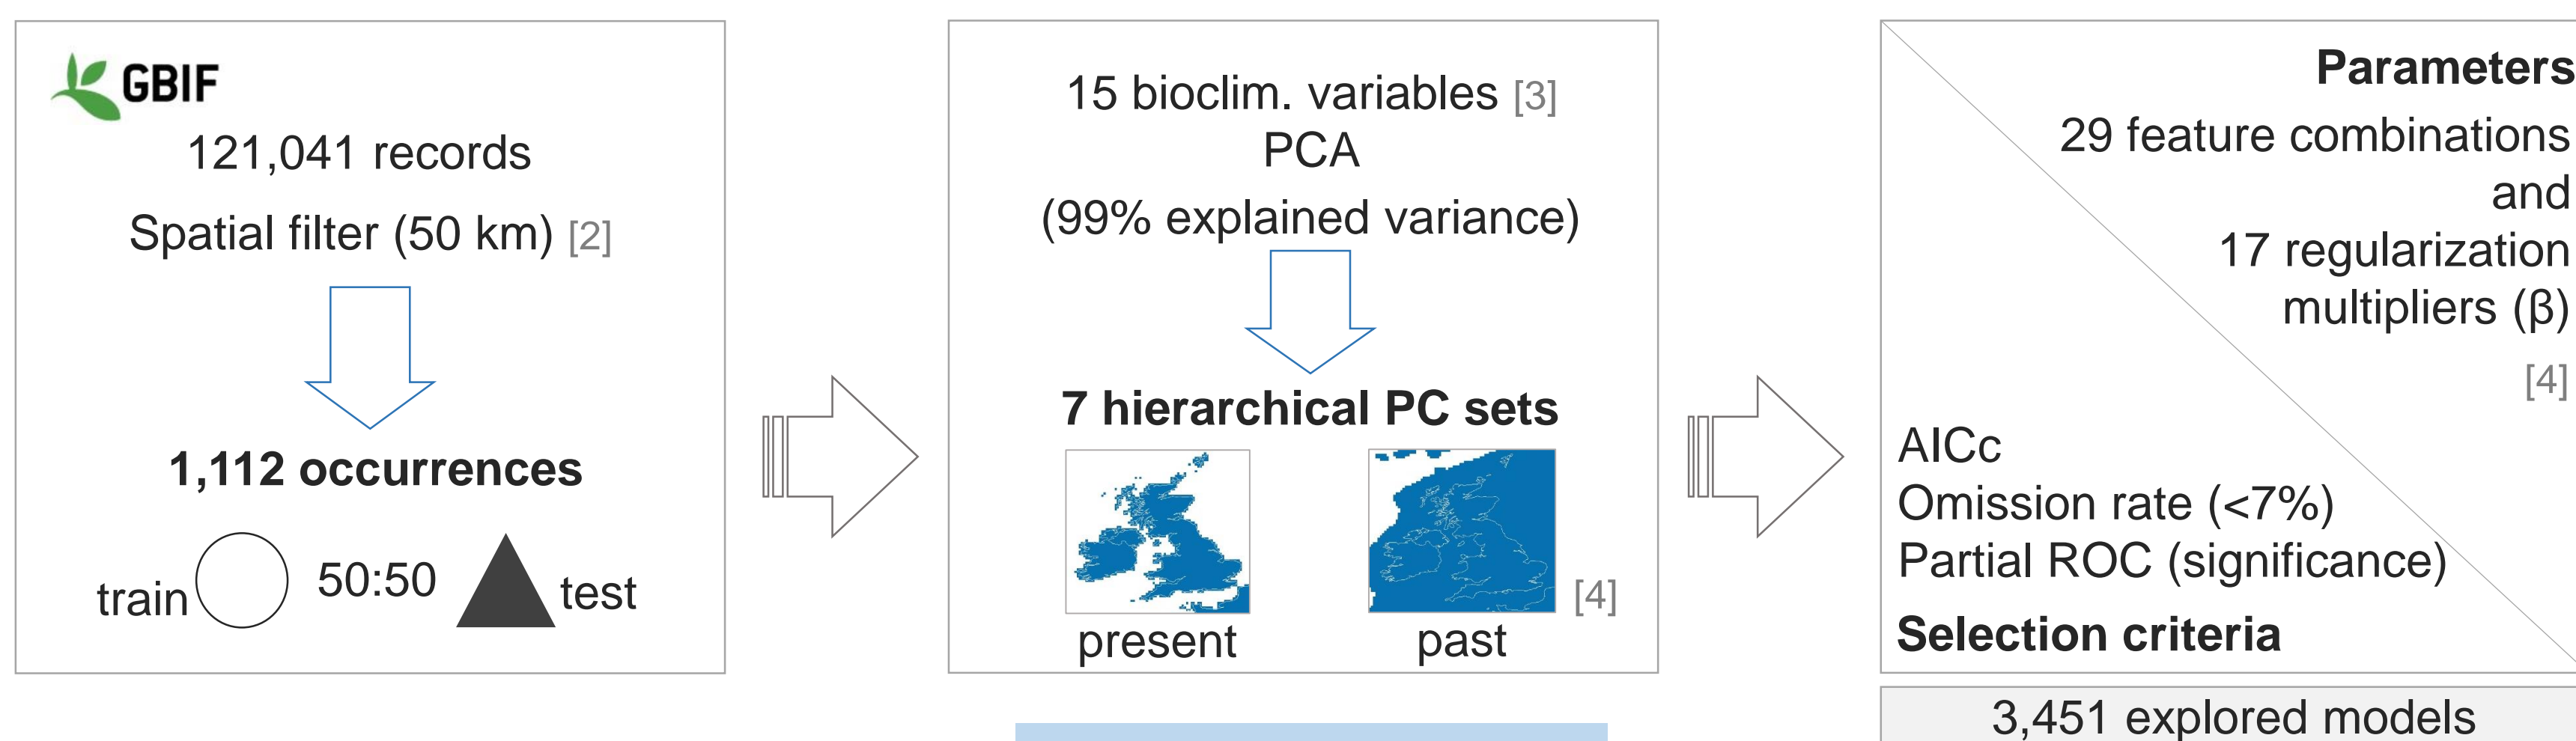 GBIF
121,041 records
Spatial filter (50 km) [2]
1,112 occurrences
train 50:50 test
15 bioclim. variables [3]
PCA
(99% explained variance)
7 hierarchical PC sets
[4]
present past
Parameters
29 feature combinations
and
17 regularization
multipliers (β)
[4]
AICc
Omission rate (<7%)
Partial ROC (significance)
Selection criteria
3,451 explored models